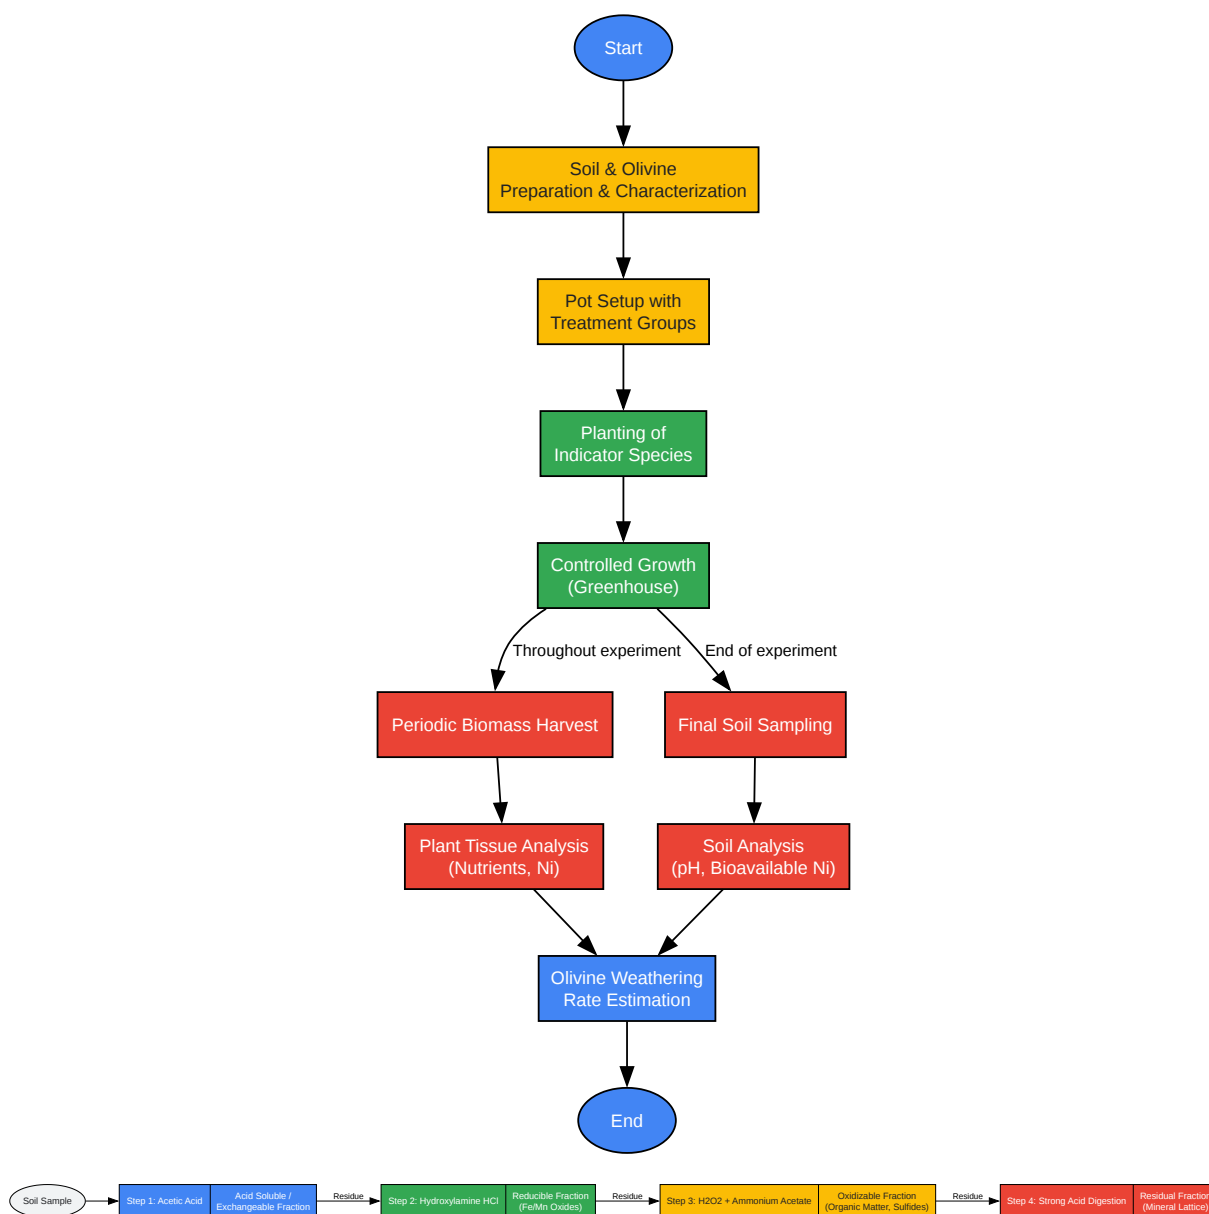 Start
Soil & Olivine
Preparation & Characterization
Pot Setup with
Treatment Groups
Planting of
Indicator Species
Controlled Growth
(Greenhouse)
Throughout experiment
End of experiment
Periodic Biomass Harvest
Final Soil Sampling
Plant Tissue Analysis
(Nutrients, Ni)
Soil Analysis
(pH, Bioavailable Ni)
Olivine Weathering
Rate Estimation
End
Soil Sample
Step 1: Acetic Acid
Acid Soluble /
Exchangeable Fraction
Residue
Step 2: Hydroxylamine HCl
Reducible Fraction
(Fe/Mn Oxides)
Residue
Step 3: H2O2 + Ammonium Acetate
Oxidizable Fraction
(Organic Matter, Sulfides)
Residue
Step 4: Strong Acid Digestion
Residual Fraction
(Mineral Lattice)